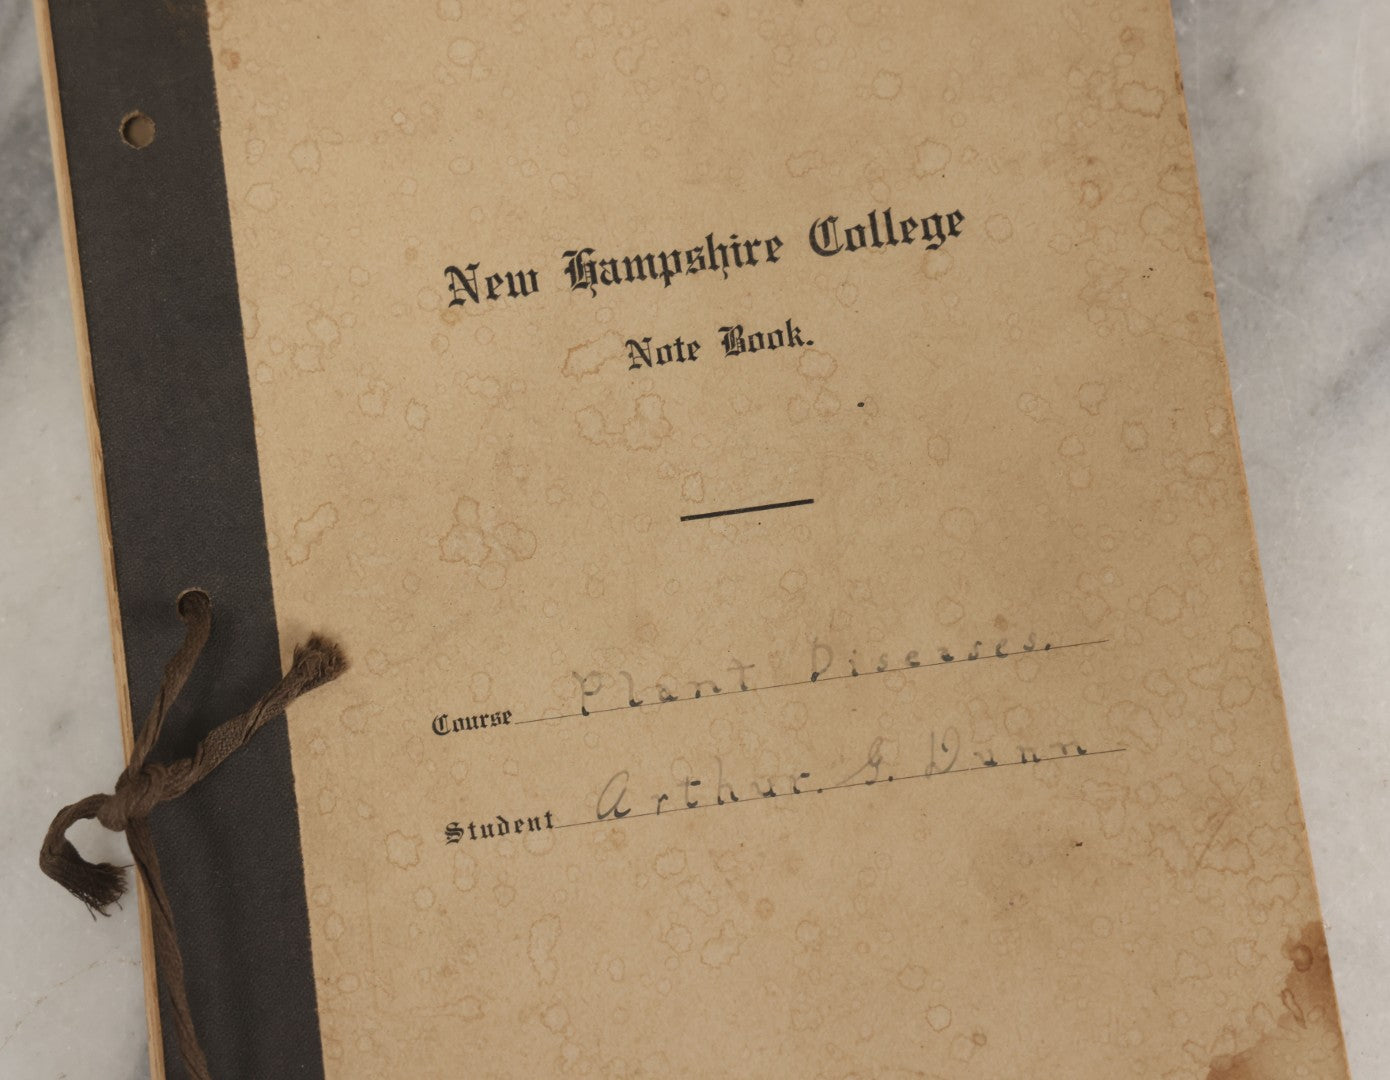 New Hampshire College
Note Book.
Course Plant Diseases.
Student Arthur. G. Dunn